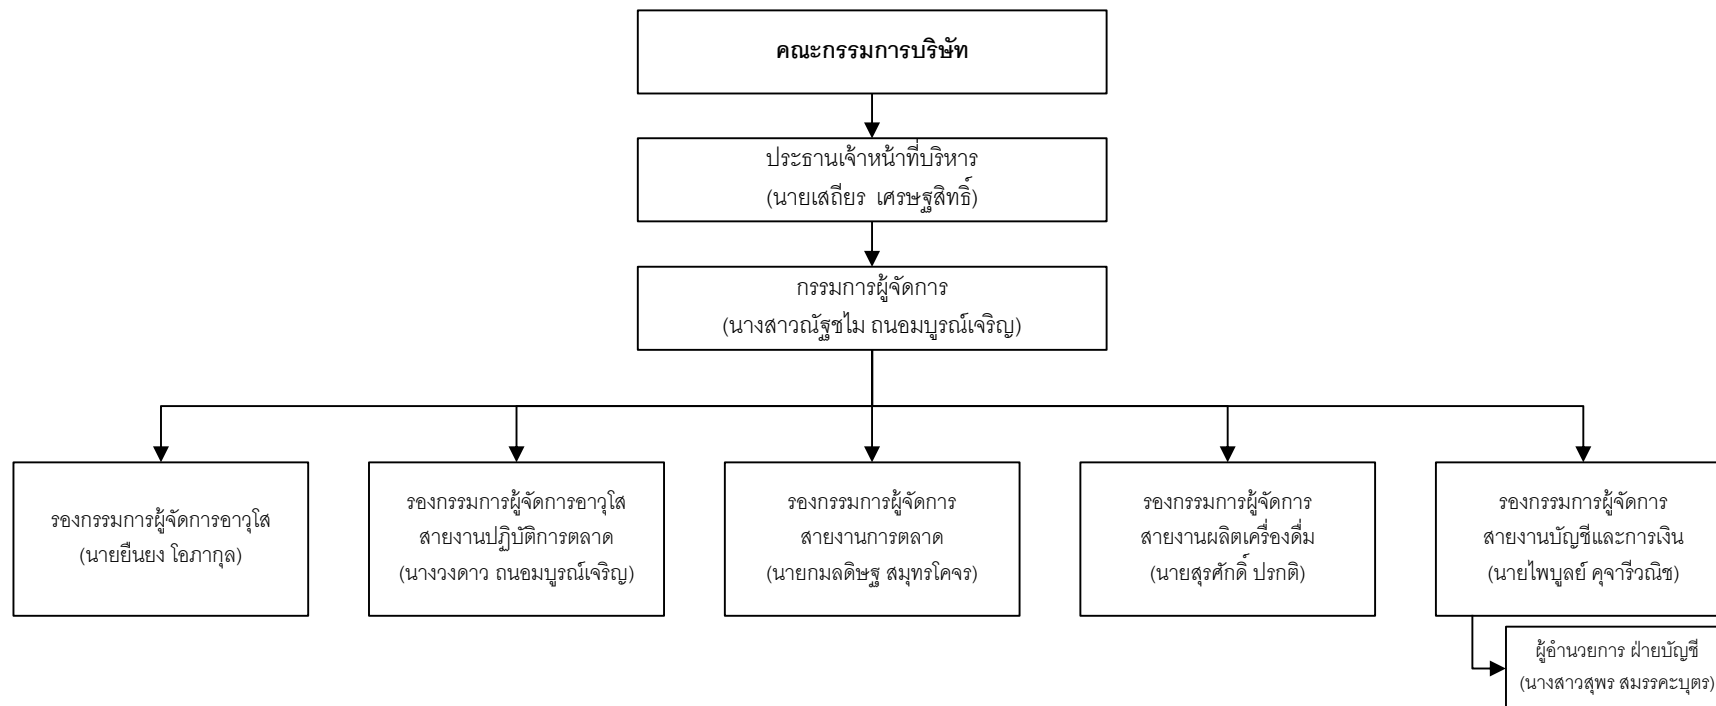 คณะกรรมการบริษัท
ประธานเจ้าหน้าที่บริหาร
(นายเสถียร เศรษฐสิทธิ์)
กรรมการผู้จัดการ
(นางสาวณัฐชไม ถนอมบูรณ์เจริญ)
รองกรรมการผู้จัดการอาวุโส
(นายยืนยง โอภากุล)
รองกรรมการผู้จัดการอาวุโส
สายงานปฏิบัติการตลาด
(นางวงดาว ถนอมบูรณ์เจริญ)
รองกรรมการผู้จัดการ
สายงานการตลาด
(นายกมลดิษฐ สมุทรโคจร)
รองกรรมการผู้จัดการ
สายงานผลิตเครื่องดื่ม
(นายสุรศักดิ์ ปรกติ)
รองกรรมการผู้จัดการ
สายงานบัญชีและการเงิน
(นายไพบูลย์ คุจารีวณิช)
ผู้อำนวยการ ฝ่ายบัญชี
(นางสาวสุพร สมรรคะบุตร)